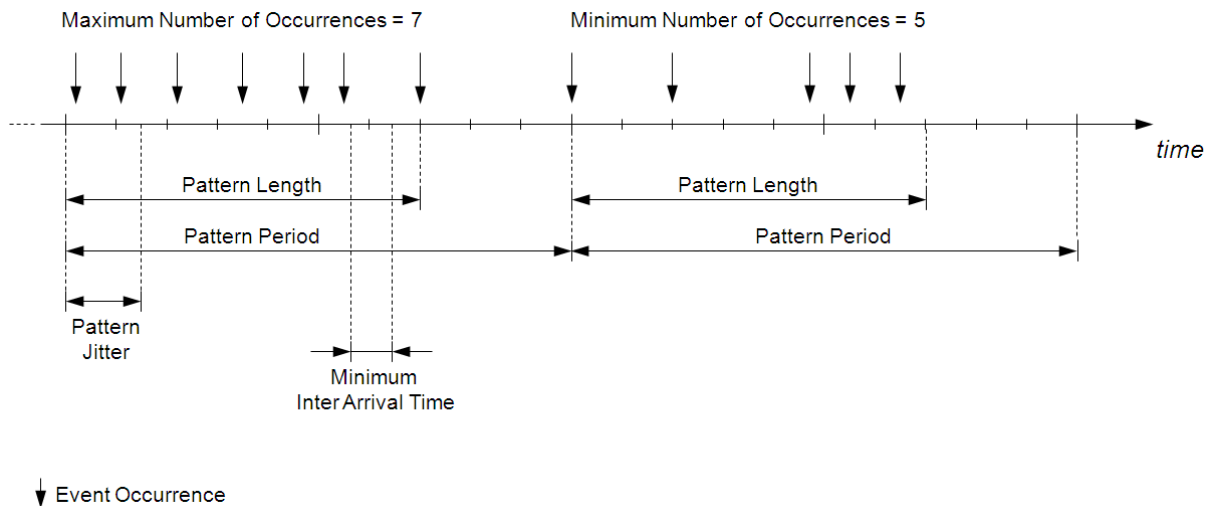 Maximum Number of Occurrences = 7
Minimum Number of Occurrences = 5
time
Pattern Length
Pattern Length
Pattern Period
Pattern Period
Pattern
Jitter
Minimum
Inter Arrival Time
Event Occurrence